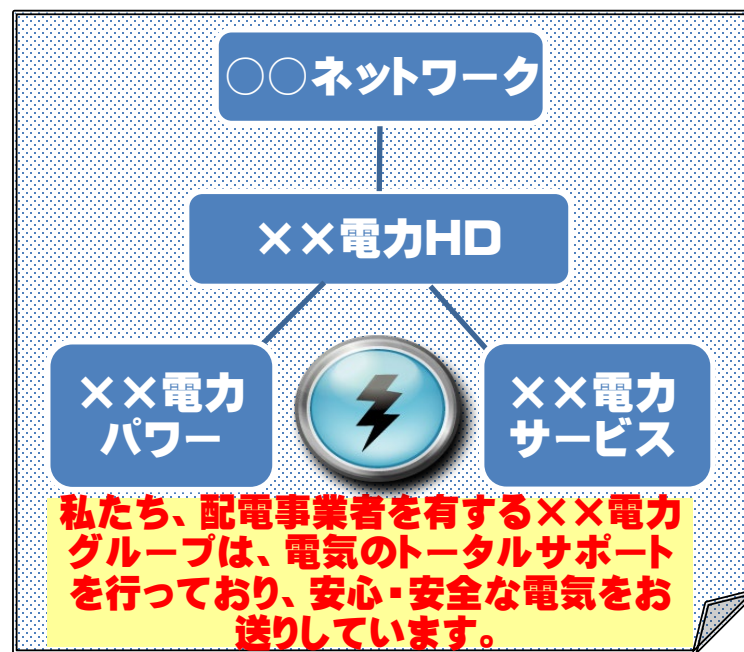 ○○ネットワーク
××電力HD
××電力
パワー
××電力
サービス
私たち、配電事業者を有する××電力
グループは、電気のトータルサポート
を行っており、安心・安全な電気をお
送りしています。